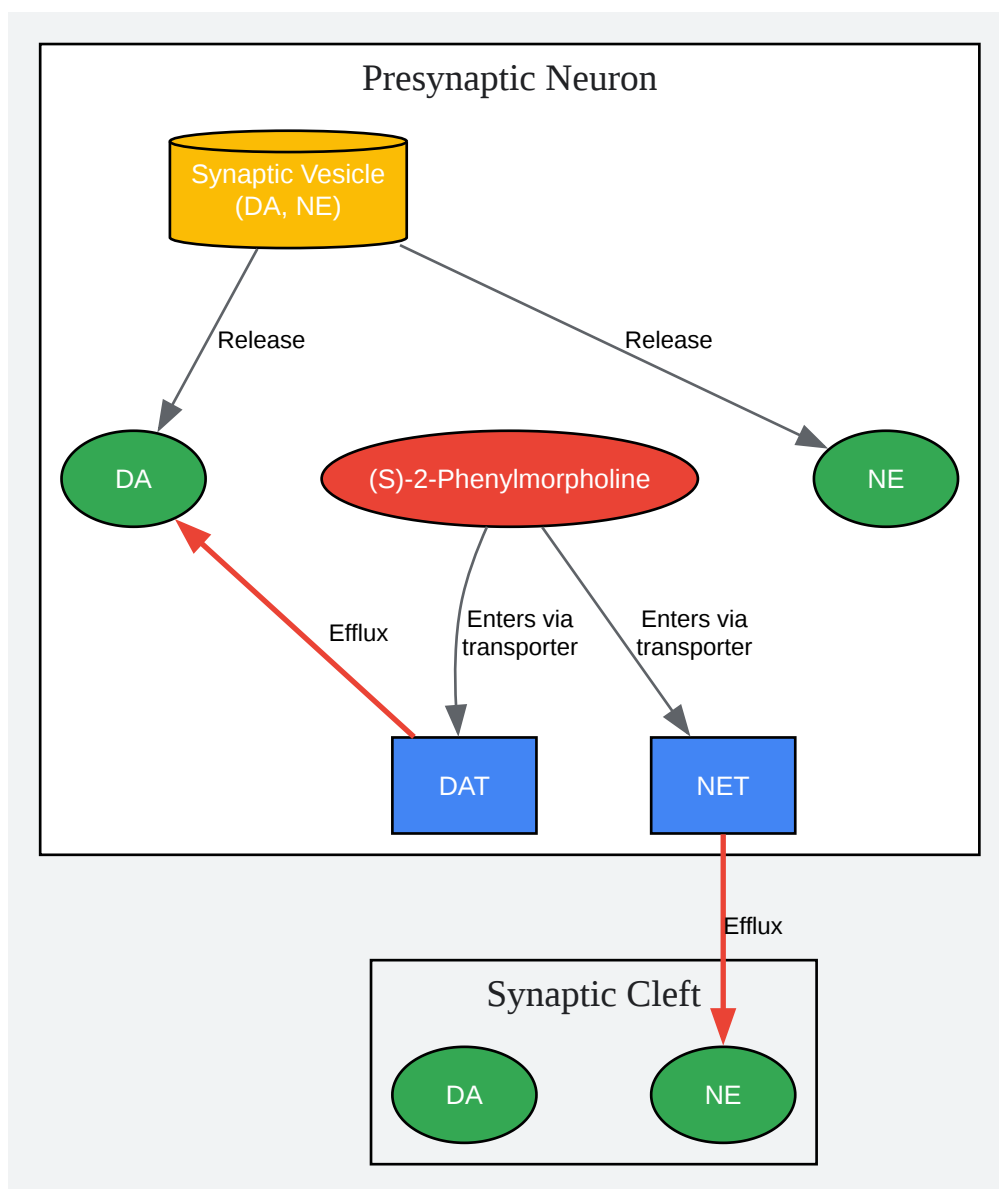 Presynaptic Neuron
Synaptic Vesicle
(DA, NE)
Release
Release
DA
(S)-2-Phenylmorpholine
NE
Efflux
Enters via
transporter
Enters via
transporter
DAT
NET
Efflux
Synaptic Cleft
DA
NE